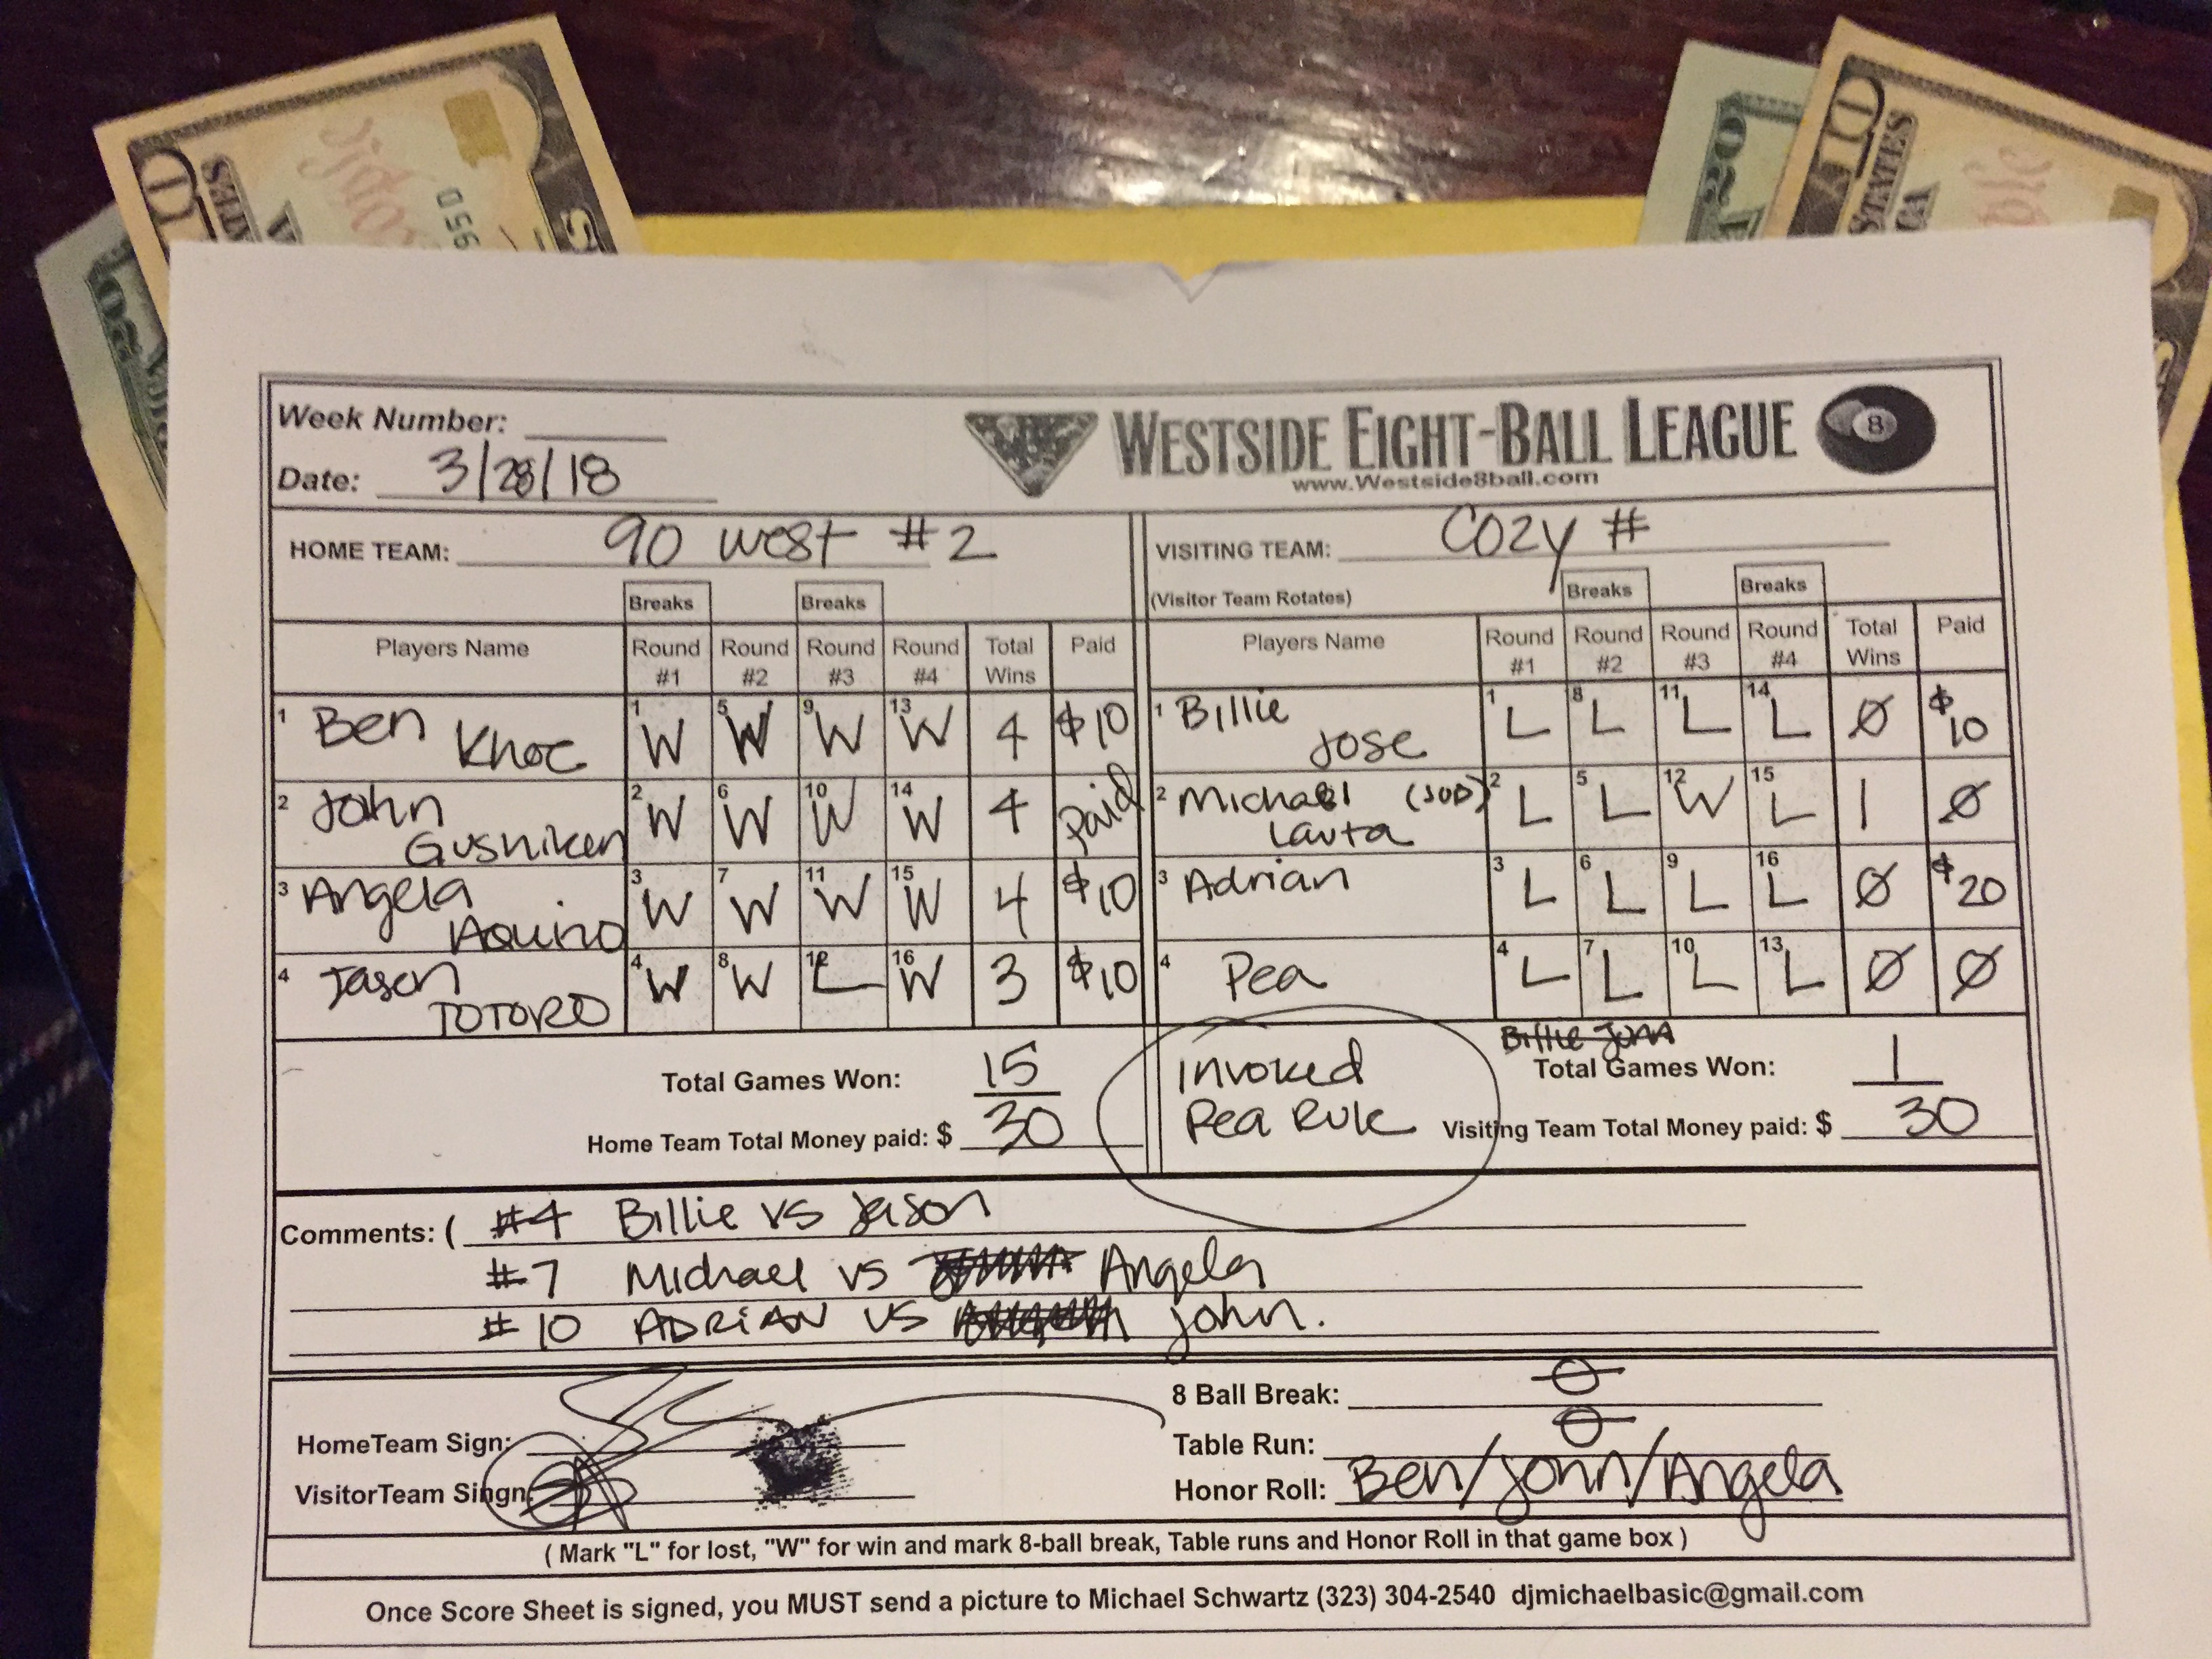 Week Number:
Date: 3/28/18
WESTSIDE EIGHT-BALL LEAGUE 8
www.Westside8ball.com
HOME TEAM: 90 West #2
VISITING TEAM: COZY #
(Visitor Team Rotates)
Breaks Breaks
Breaks Breaks
Players Name Round #1 Round #2 Round #3 Round #4 Total Wins Paid
Players Name Round #1 Round #2 Round #3 Round #4 Total Wins Paid
1 Ben Khoe 1 W 5 W 9 W 13 W 4 $10
1 Billie Jose 1 L 8 L 11 L 14 L Ø $10
2 John Gushiken 2 W 6 W 10 W 14 W 4 paid
2 Michael Lauta (SUB) 2 L 5 L 12 W 15 L 1 Ø
3 Angela Aquino 3 W 7 W 11 W 15 W 4 $10
3 Adrian 3 L 6 L 9 L 16 L Ø $20
4 Jason TOTORO 4 W 8 W 12 L 16 W 3 $10
4 Pea 4 L 7 L 10 L 13 L Ø Ø
Total Games Won: 15
Home Team Total Money paid: $ 30
Invoked
Pea Rule
Total Games Won: 1
Visiting Team Total Money paid: $ 30
Comments: ( #4 Billie vs Jason
#7 Michael vs Angela
#10 ADRIAN vs John.
HomeTeam Sign:
VisitorTeam Singn:
8 Ball Break: Ø
Table Run: Ø
Honor Roll: Ben/John/Angela
( Mark "L" for lost, "W" for win and mark 8-ball break, Table runs and Honor Roll in that game box )
Once Score Sheet is signed, you MUST send a picture to Michael Schwartz (323) 304-2540 djmichaelbasic@gmail.com